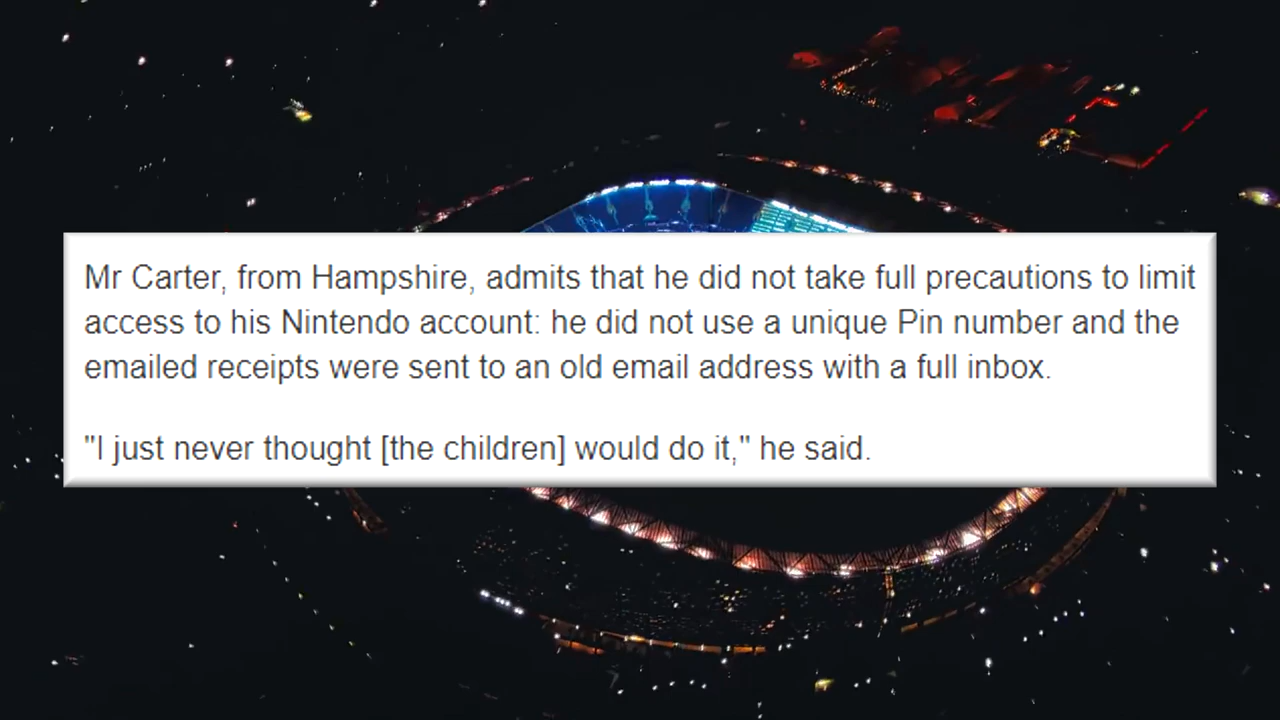 Mr Carter, from Hampshire, admits that he did not take full precautions to limit
access to his Nintendo account: he did not use a unique Pin number and the
emailed receipts were sent to an old email address with a full inbox.
"I just never thought [the children] would do it," he said.